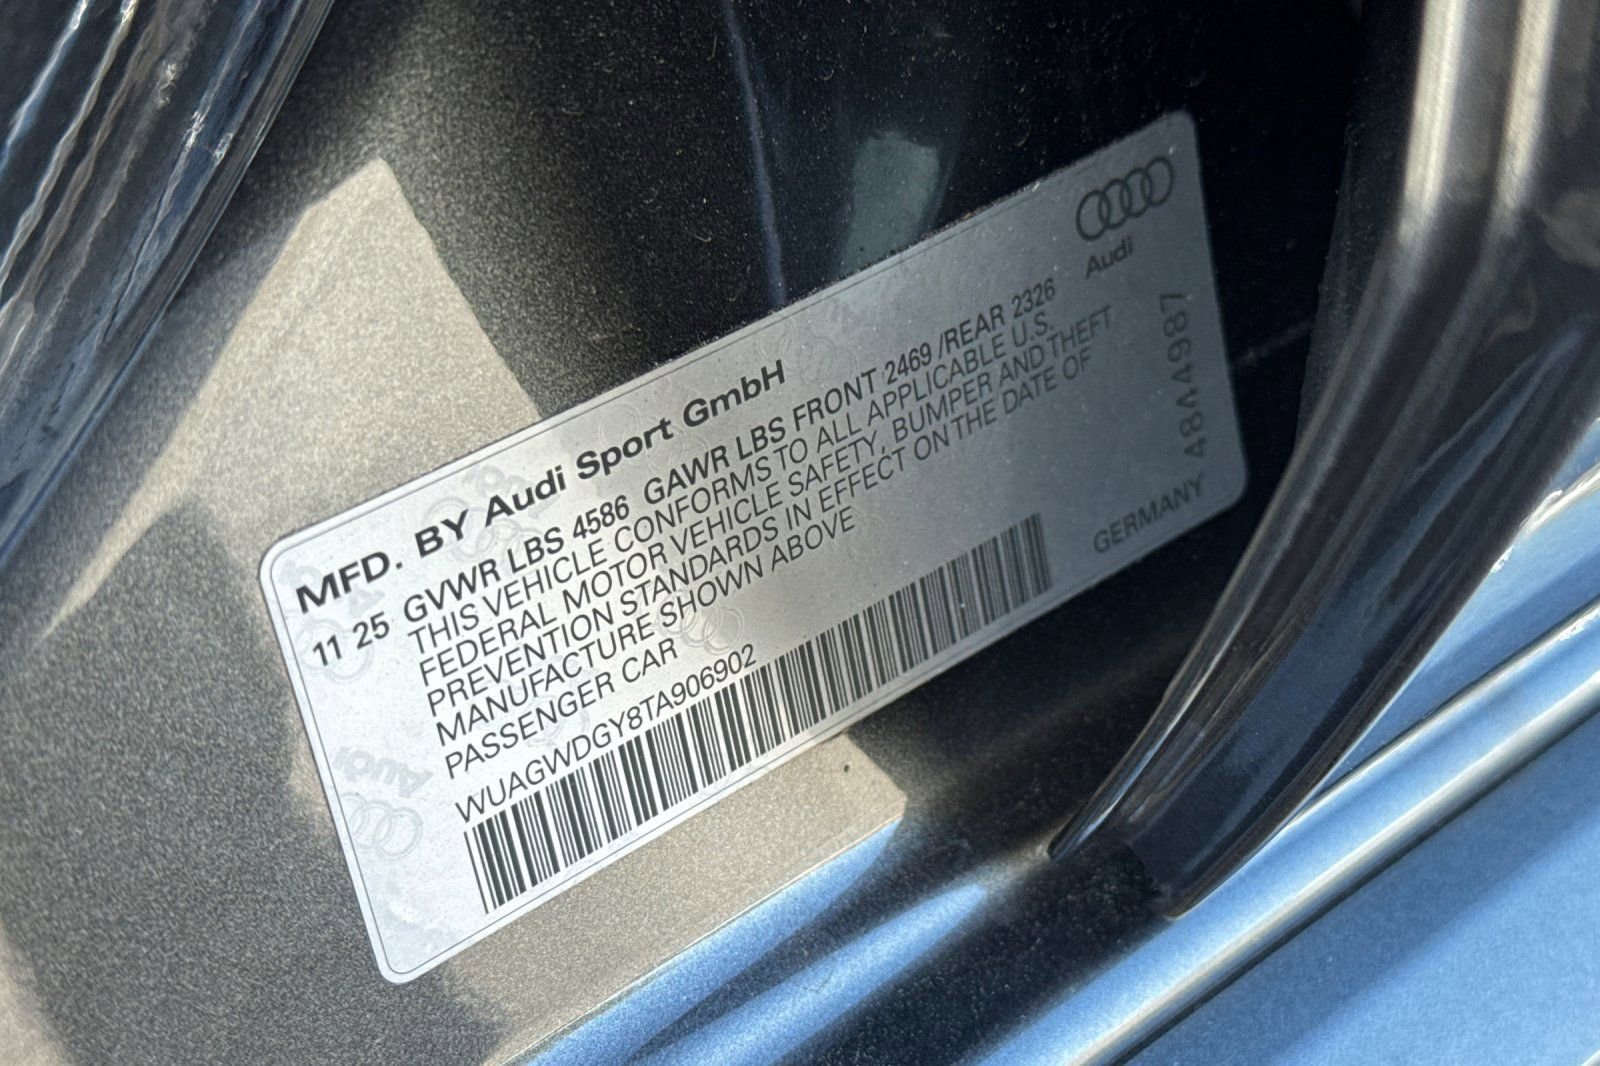 Audi
MFD. BY Audi Sport GmbH
11 25 GVWR LBS 4586 GAWR LBS FRONT 2469 /REAR 2326
THIS VEHICLE CONFORMS TO ALL APPLICABLE U.S.
FEDERAL MOTOR VEHICLE SAFETY, BUMPER AND THEFT
PREVENTION STANDARDS IN EFFECT ON THE DATE OF
MANUFACTURE SHOWN ABOVE
PASSENGER CAR
WUAGWDGY8TA906902
GERMANY
48A4987
Audi